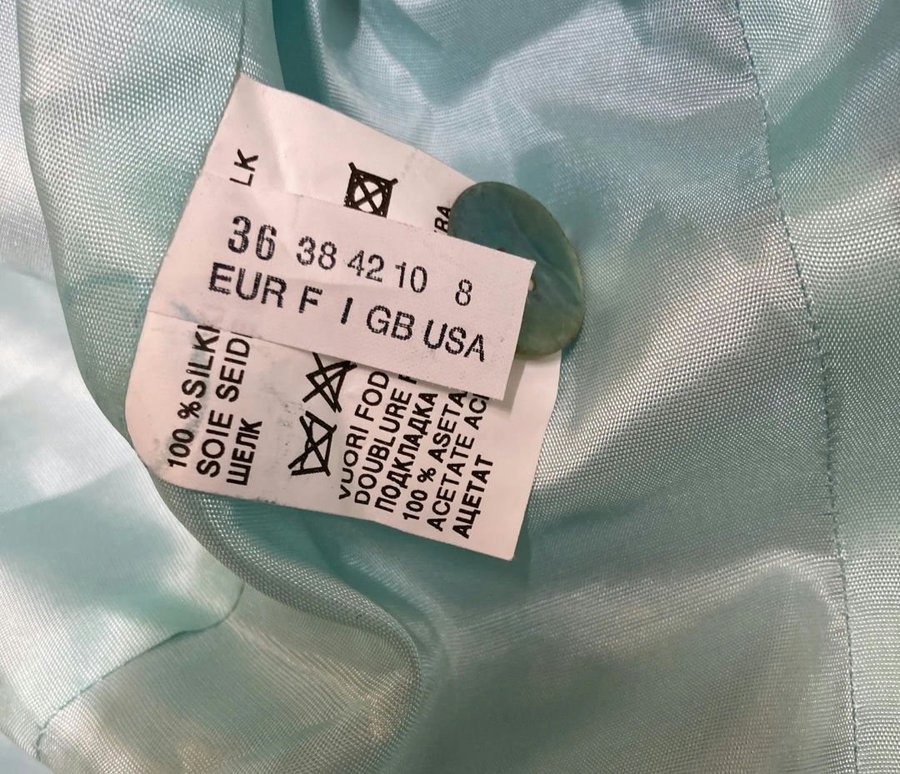 LK
36 38 42 10 8
EUR F I GB USA
100 % SILKI
SOIE SEID
ШЕЛК
VUORI FOD
DOUBLURE
ПОДКЛАДКА
100 % ASETA
ACETATE AC
АЦЕТАТ